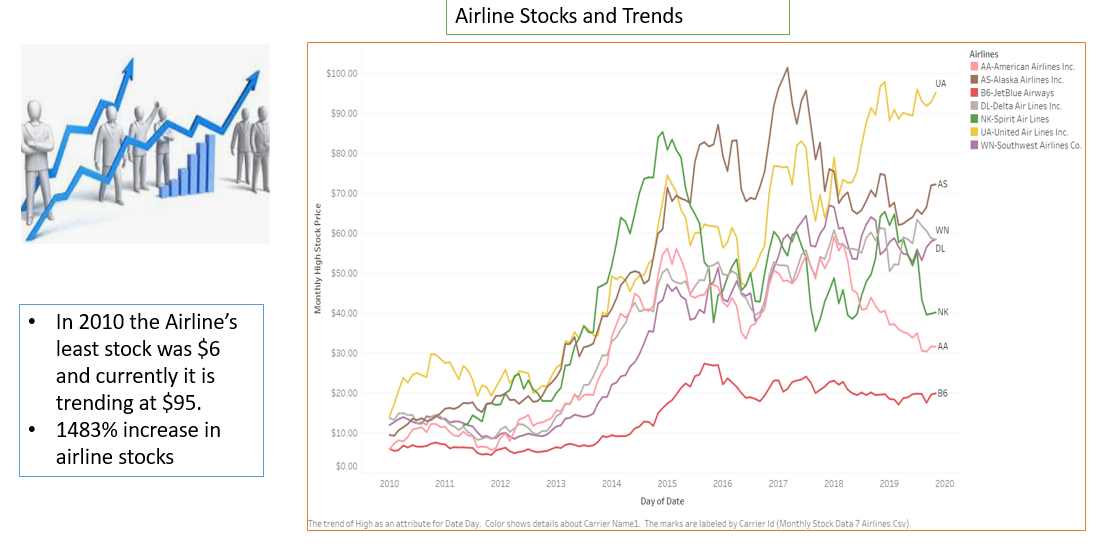 Airline Stocks and Trends
• In 2010 the Airline’s
least stock was $6
and currently it is
trending at $95.
• 1483% increase in
airline stocks
Monthly High Stock Price
$100.00
$90.00
$80.00
$70.00
$60.00
$50.00
$40.00
$30.00
$20.00
$10.00
$0.00
2010 2011 2012 2013 2014 2015 2016 2017 2018 2019 2020
Day of Date
UA
AS
WN
DL
NK
AA
B6
Airlines
AA-American Airlines Inc.
AS-Alaska Airlines Inc.
B6-JetBlue Airways
DL-Delta Air Lines Inc.
NK-Spirit Air Lines
UA-United Air Lines Inc.
WN-Southwest Airlines Co.
The trend of High as an attribute for Date Day. Color shows details about Carrier Name1. The marks are labeled by Carrier Id (Monthly Stock Data 7 Airlines.Csv).